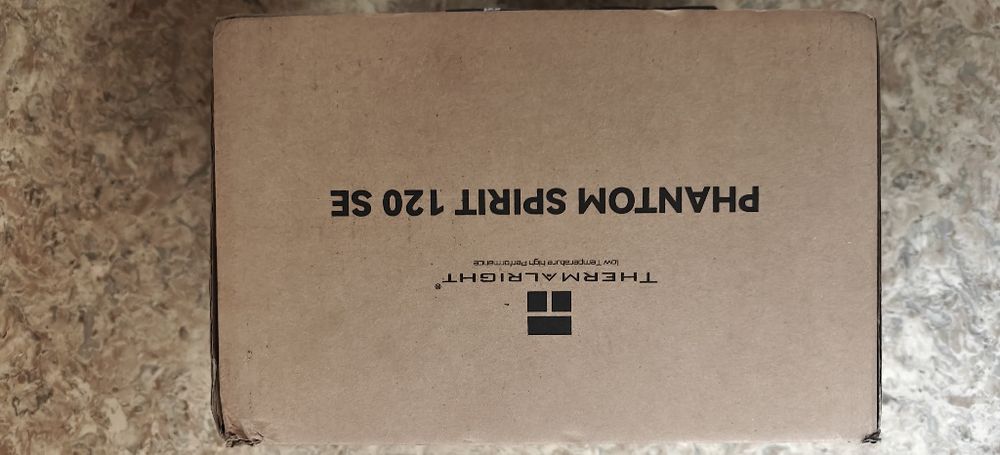 THERMALRIGHT®
low Temperature high Performance
PHANTOM SPIRIT 120 SE